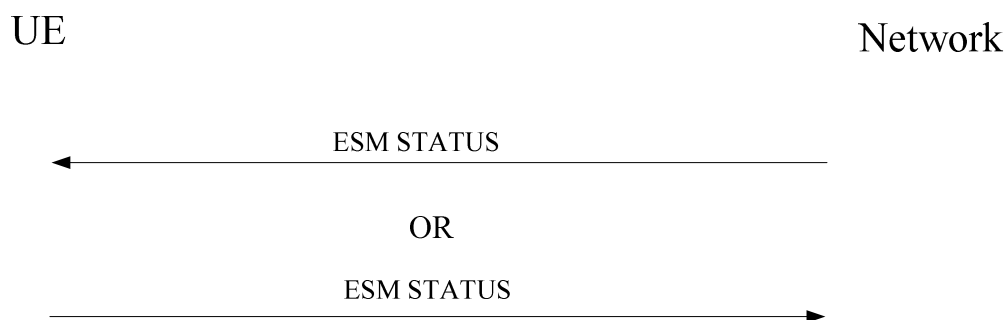 UE
Network
ESM STATUS
OR
ESM STATUS